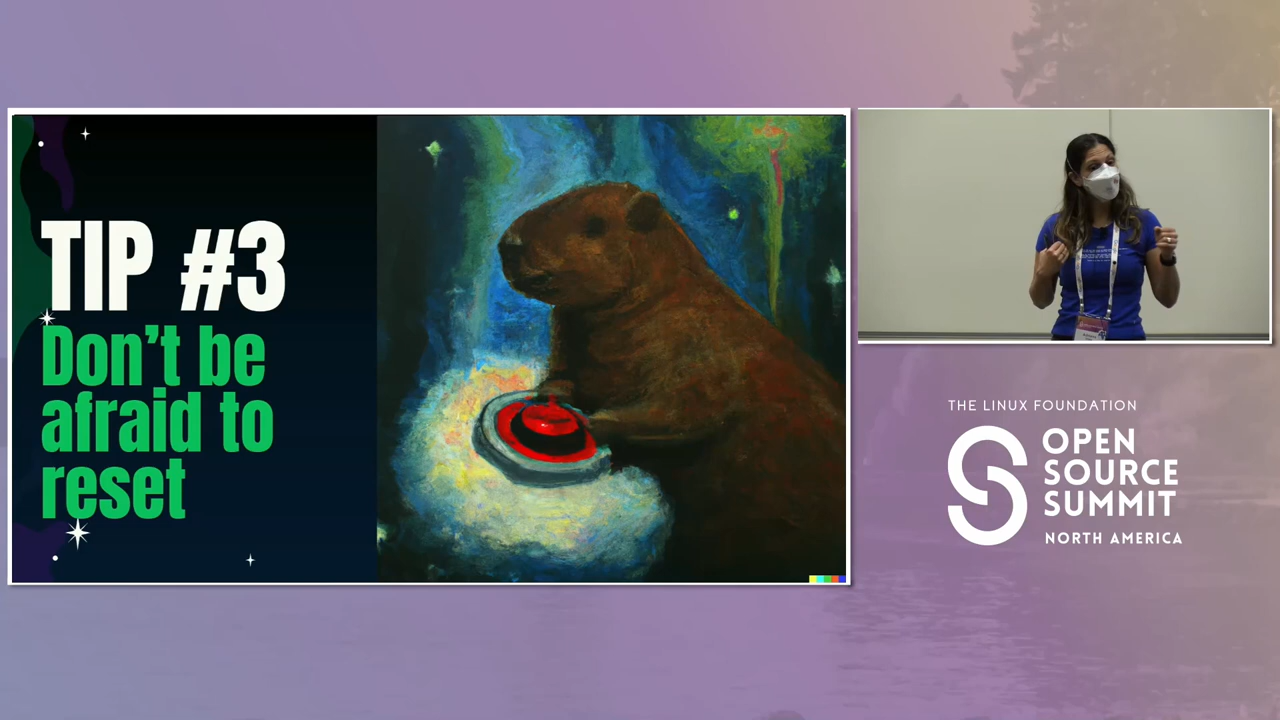 TIP #3
Don't be
afraid to
reset
THE LINUX FOUNDATION
OPEN
SOURCE
SUMMIT
NORTH AMERICA